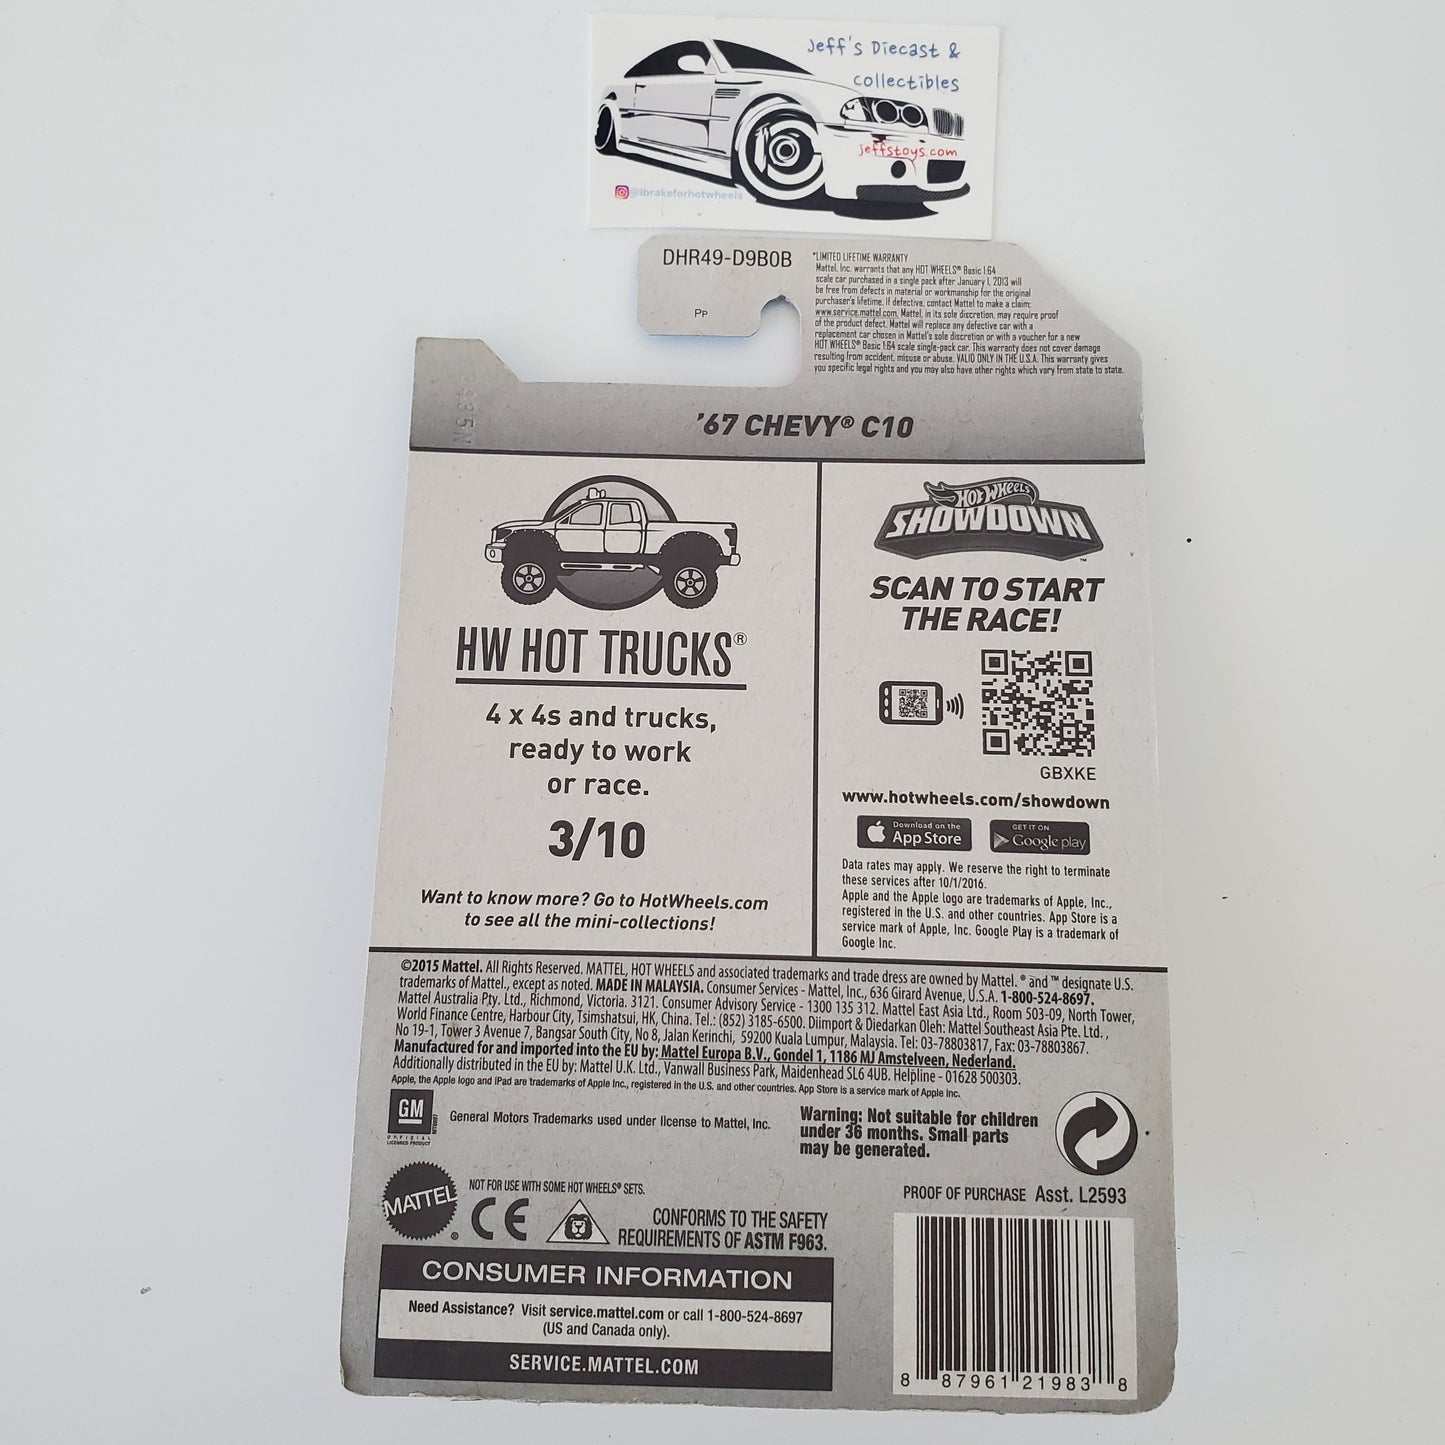 Jeff's Diecast &
collectibles
jeffstoys.com
@ibrakeforhotwheels
DHR49-D9B0B
PP
*LIMITED LIFETIME WARRANTY
Mattel, Inc. warrants that any HOT WHEELS® Basic 1:64
scale car purchased in a single pack after January 1, 2013 will
be free from defects in material or workmanship for the original
purchaser's lifetime. If defective, contact Mattel to make a claim;
www.service.mattel.com. Mattel, in its sole discretion, may require proof
of the product defect. Mattel will replace any defective car with a
replacement car chosen in Mattel's sole discretion or with a voucher for a new
HOT WHEELS® Basic 1:64 scale single-pack car. This warranty does not cover damage
resulting from accident, misuse or abuse. VALID ONLY IN THE U.S.A. This warranty gives
you specific legal rights and you may also have other rights which vary from state to state.
'67 CHEVY® C10
HW HOT TRUCKS®
4 x 4s and trucks,
ready to work
or race.
3/10
Want to know more? Go to HotWheels.com
to see all the mini-collections!
HOT WHEELS
SHOWDOWN™
SCAN TO START
THE RACE!
GBXKE
www.hotwheels.com/showdown
Download on the
App Store
GET IT ON
Google play
Data rates may apply. We reserve the right to terminate
these services after 10/1/2016.
Apple and the Apple logo are trademarks of Apple, Inc.,
registered in the U.S. and other countries. App Store is a
service mark of Apple, Inc. Google Play is a trademark of
Google Inc.
©2015 Mattel. All Rights Reserved. MATTEL, HOT WHEELS and associated trademarks and trade dress are owned by Mattel. ® and ™ designate U.S.
trademarks of Mattel., except as noted. MADE IN MALAYSIA. Consumer Services - Mattel, Inc., 636 Girard Avenue, U.S.A. 1-800-524-8697.
Mattel Australia Pty. Ltd., Richmond, Victoria. 3121. Consumer Advisory Service - 1300 135 312. Mattel East Asia Ltd., Room 503-09, North Tower,
World Finance Centre, Harbour City, Tsimshatsui, HK, China. Tel.: (852) 3185-6500. Diimport & Diedarkan Oleh: Mattel Southeast Asia Pte. Ltd.,
No 19-1, Tower 3 Avenue 7, Bangsar South City, No 8, Jalan Kerinchi, 59200 Kuala Lumpur, Malaysia. Tel: 03-78803817, Fax: 03-78803867.
Manufactured for and imported into the EU by: Mattel Europa B.V., Gondel 1, 1186 MJ Amstelveen, Nederland.
Additionally distributed in the EU by: Mattel U.K. Ltd., Vanwall Business Park, Maidenhead SL6 4UB. Helpline - 01628 500303.
Apple, the Apple logo and iPad are trademarks of Apple Inc., registered in the U.S. and other countries. App Store is a service mark of Apple Inc.
GM
OFFICIAL
LICENSED PRODUCT
General Motors Trademarks used under license to Mattel, Inc.
Warning: Not suitable for children
under 36 months. Small parts
may be generated.
MATTEL®
NOT FOR USE WITH SOME HOT WHEELS® SETS.
CE
CONFORMS TO THE SAFETY
REQUIREMENTS OF ASTM F963.
PROOF OF PURCHASE Asst. L2593
CONSUMER INFORMATION
Need Assistance? Visit service.mattel.com or call 1-800-524-8697
(US and Canada only).
SERVICE.MATTEL.COM
8 87961 21983 8